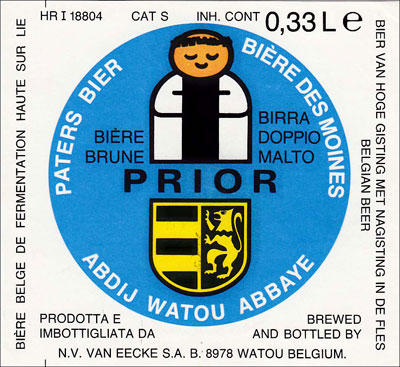 HR I 18804 CAT S INH. CONT 0,33 L e
BIÈRE BELGE DE FERMENTATION HAUTE SUR LIE
BIER VAN HOGE GISTING MET NAGISTING IN DE FLES
BELGIAN BEER
PATERS BIER
BIÈRE DES MOINES
BIÈRE
BRUNE
BIRRA
DOPPIO
MALTO
PRIOR
ABDIJ WATOU ABBAYE
PRODOTTA E
IMBOTTIGLIATA DA
BREWED
AND BOTTLED BY
N.V. VAN EECKE S.A. B. 8978 WATOU BELGIUM.